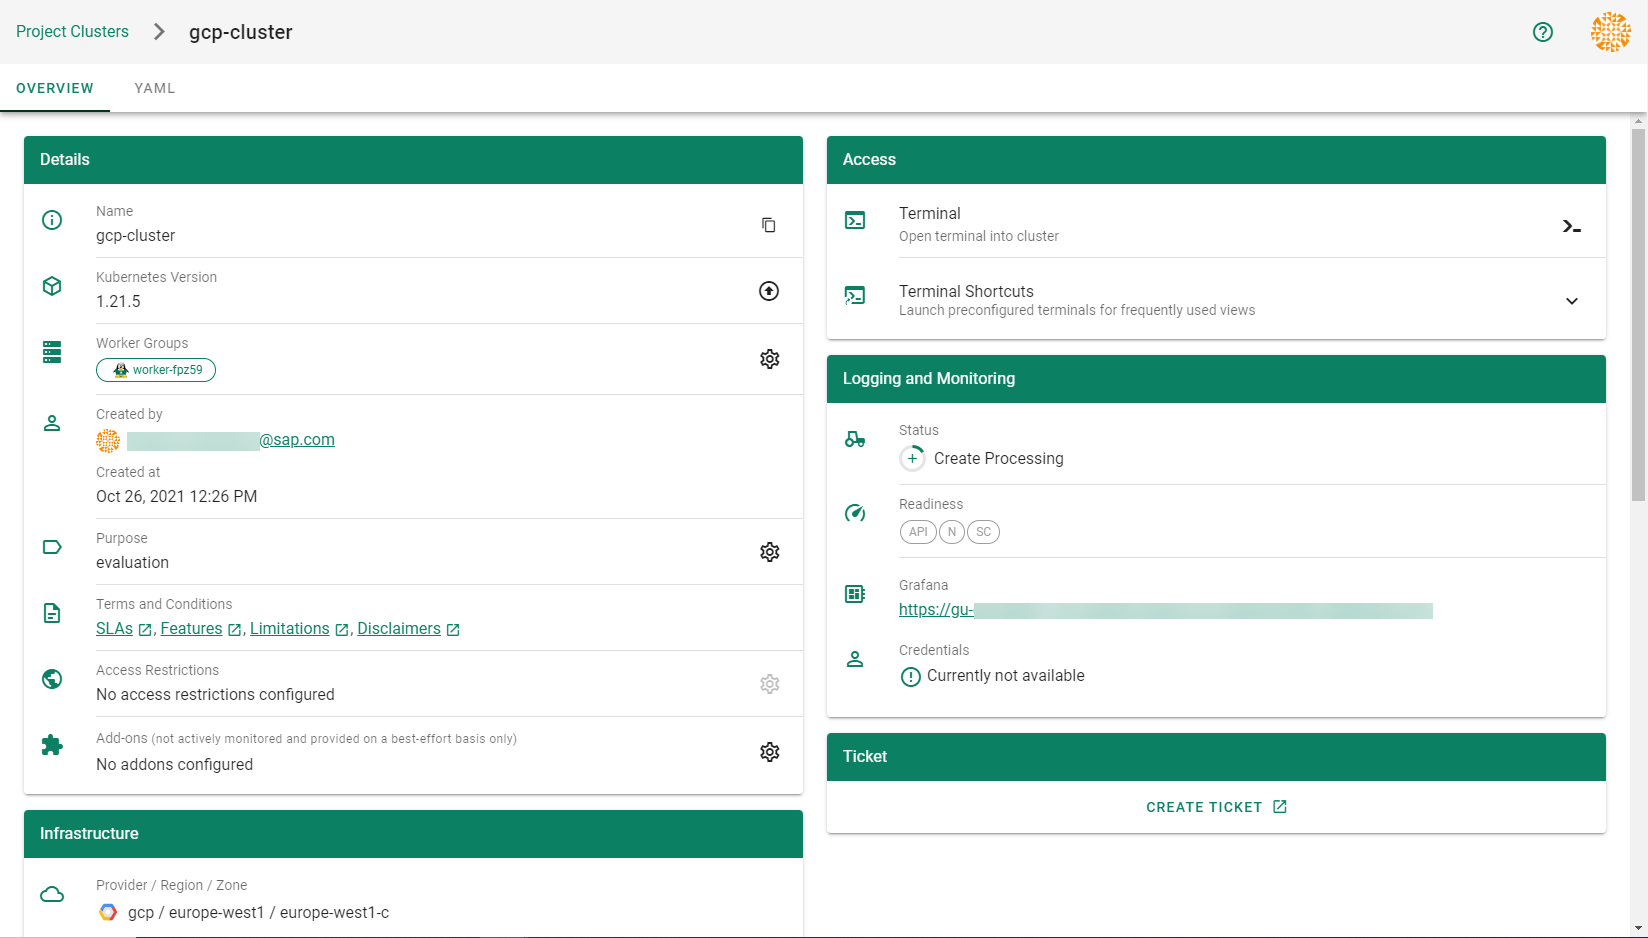 Project Clusters
gcp-cluster
OVERVIEW
YAML
Details
Name
gcp-cluster
Kubernetes Version
1.21.5
Worker Groups
worker-fpz59
Created by
@sap.com
Created at
Oct 26, 2021 12:26 PM
Purpose
evaluation
Terms and Conditions
SLAs , Features , Limitations , Disclaimers
Access Restrictions
No access restrictions configured
Add-ons (not actively monitored and provided on a best-effort basis only)
No addons configured
Infrastructure
Provider / Region / Zone
gcp / europe-west1 / europe-west1-c
Access
Terminal
Open terminal into cluster
Terminal Shortcuts
Launch preconfigured terminals for frequently used views
Logging and Monitoring
Status
Create Processing
Readiness
API N SC
Grafana
https://gu-
Credentials
Currently not available
Ticket
CREATE TICKET